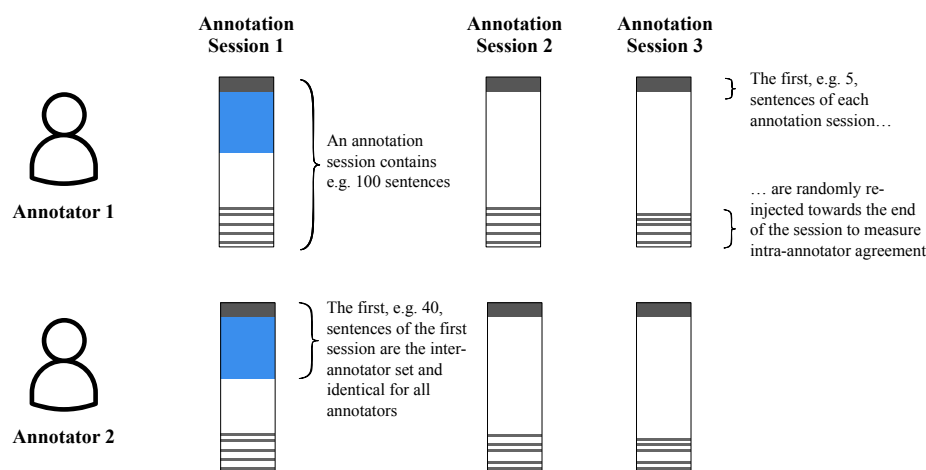 Annotation
Session 1
Annotation
Session 2
Annotation
Session 3
Annotator 1
An annotation
session contains
e.g. 100 sentences
The first, e.g. 5,
sentences of each
annotation session…
… are randomly re-
injected towards the end
of the session to measure
intra-annotator agreement
Annotator 2
The first, e.g. 40,
sentences of the first
session are the inter-
annotator set and
identical for all
annotators